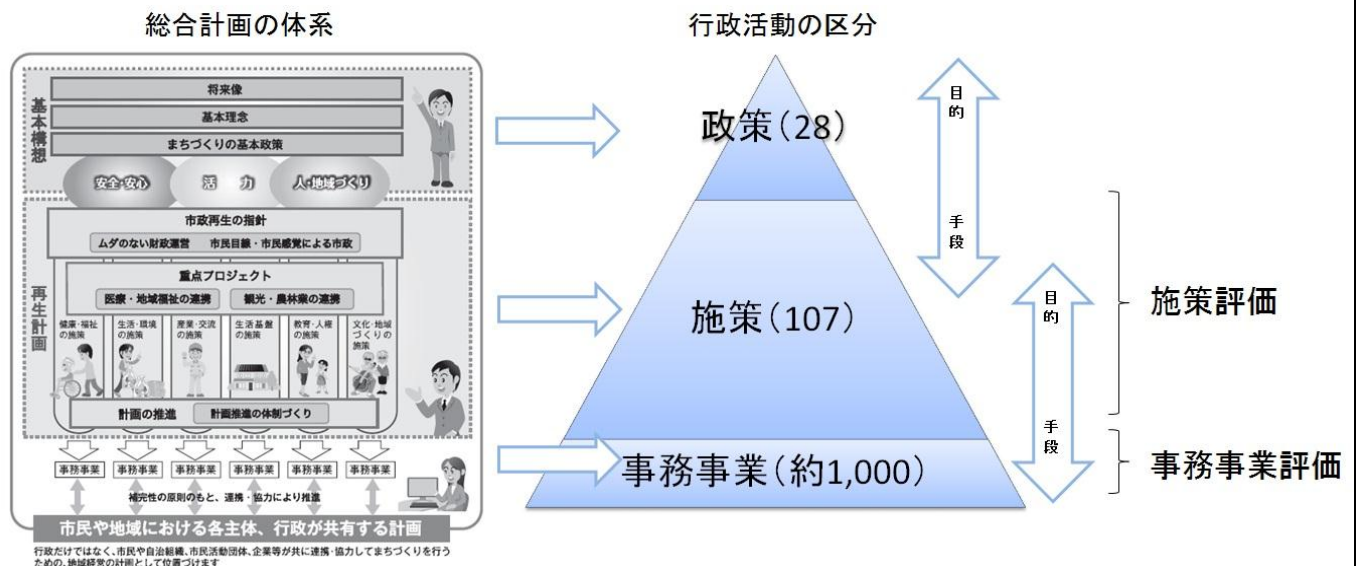 総合計画の体系
基本構想
将来像
基本理念
まちづくりの基本政策
安全・安心
活 力
人・地域づくり
再生計画
市政再生の指針
ムダのない財政運営 市民目線・市民感覚による市政
重点プロジェクト
医療・地域福祉の連携 観光・農林業の連携
健康・福祉
の施策
生活・環境
の施策
産業・交流
の施策
生活基盤
の施策
教育・人権
の施策
文化・地域
づくりの
施策
計画の推進 計画推進の体制づくり
事務事業 事務事業 事務事業 事務事業 事務事業 事務事業
補完性の原則のもと、連携・協力により推進
市民や地域における各主体、行政が共有する計画
行政だけではなく、市民や自治組織、市民活動団体、企業等が共に連携・協力してまちづくりを行う
ための、地域経営の計画として位置づけます
行政活動の区分
政策（28）
施策（107）
事務事業（約1,000）
目的
手段
目的
手段
施策評価
事務事業評価